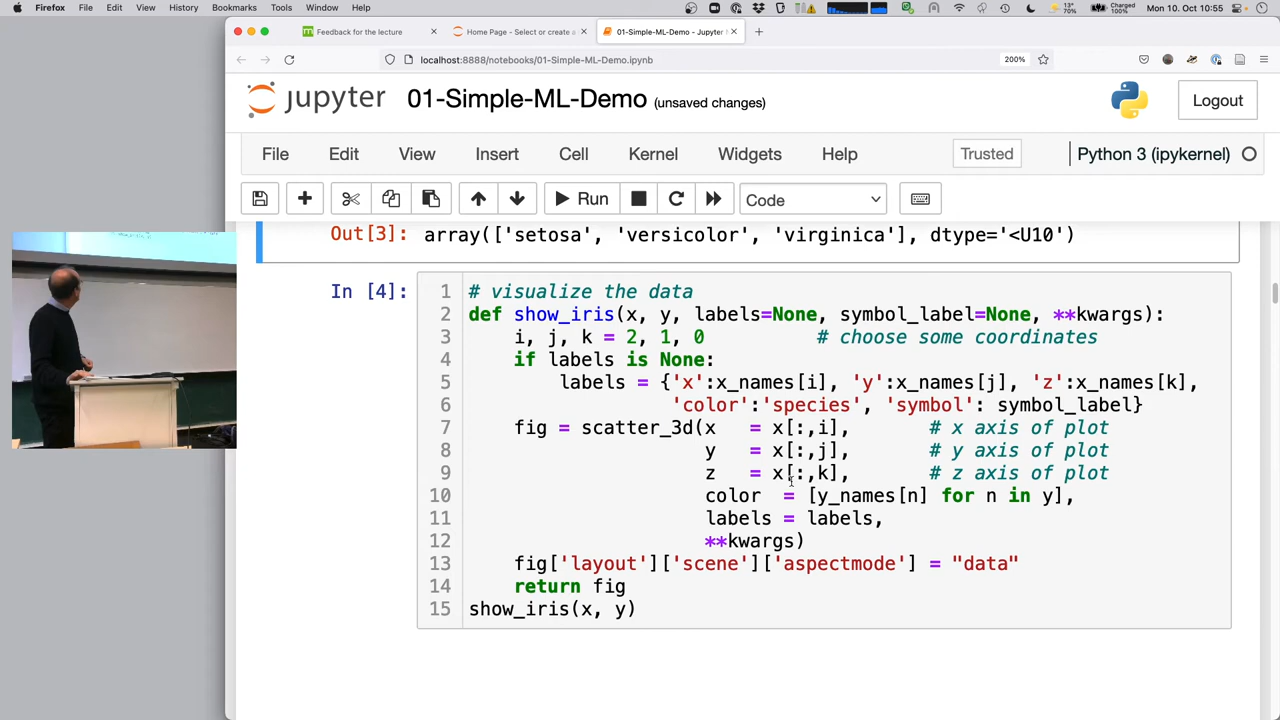 Firefox File Edit View History Bookmarks Tools Window Help
13° 70%
charged 100%
Mon 10. Oct 10:55
Feedback for the lecture
Home Page - Select or create a
01-Simple-ML-Demo - Jupyter
localhost:8888/notebooks/01-Simple-ML-Demo.ipynb
200%
jupyter 01-Simple-ML-Demo (unsaved changes)
Logout
File Edit View Insert Cell Kernel Widgets Help
Trusted
Python 3 (ipykernel)
Run
Code
Out[3]: array(['setosa', 'versicolor', 'virginica'], dtype='<U10')
In [4]:
1 # visualize the data
2 def show_iris(x, y, labels=None, symbol_label=None, **kwargs):
3     i, j, k = 2, 1, 0          # choose some coordinates
4     if labels is None:
5         labels = {'x':x_names[i], 'y':x_names[j], 'z':x_names[k],
6                   'color':'species', 'symbol': symbol_label}
7     fig = scatter_3d(x   = x[:,i],       # x axis of plot
8                      y   = x[:,j],       # y axis of plot
9                      z   = x[:,k],       # z axis of plot
10                      color  = [y_names[n] for n in y],
11                      labels = labels,
12                      **kwargs)
13     fig['layout']['scene']['aspectmode'] = "data"
14     return fig
15 show_iris(x, y)